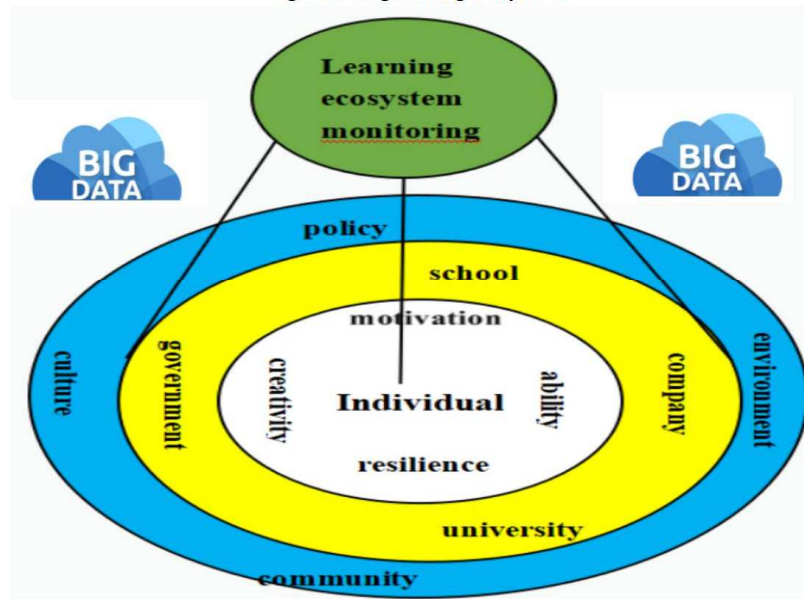 Learning
ecosystem
monitoring
BIG
DATA
BIG
DATA
policy
school
motivation
culture
government
creativity
Individual
ability
company
environment
resilience
university
community